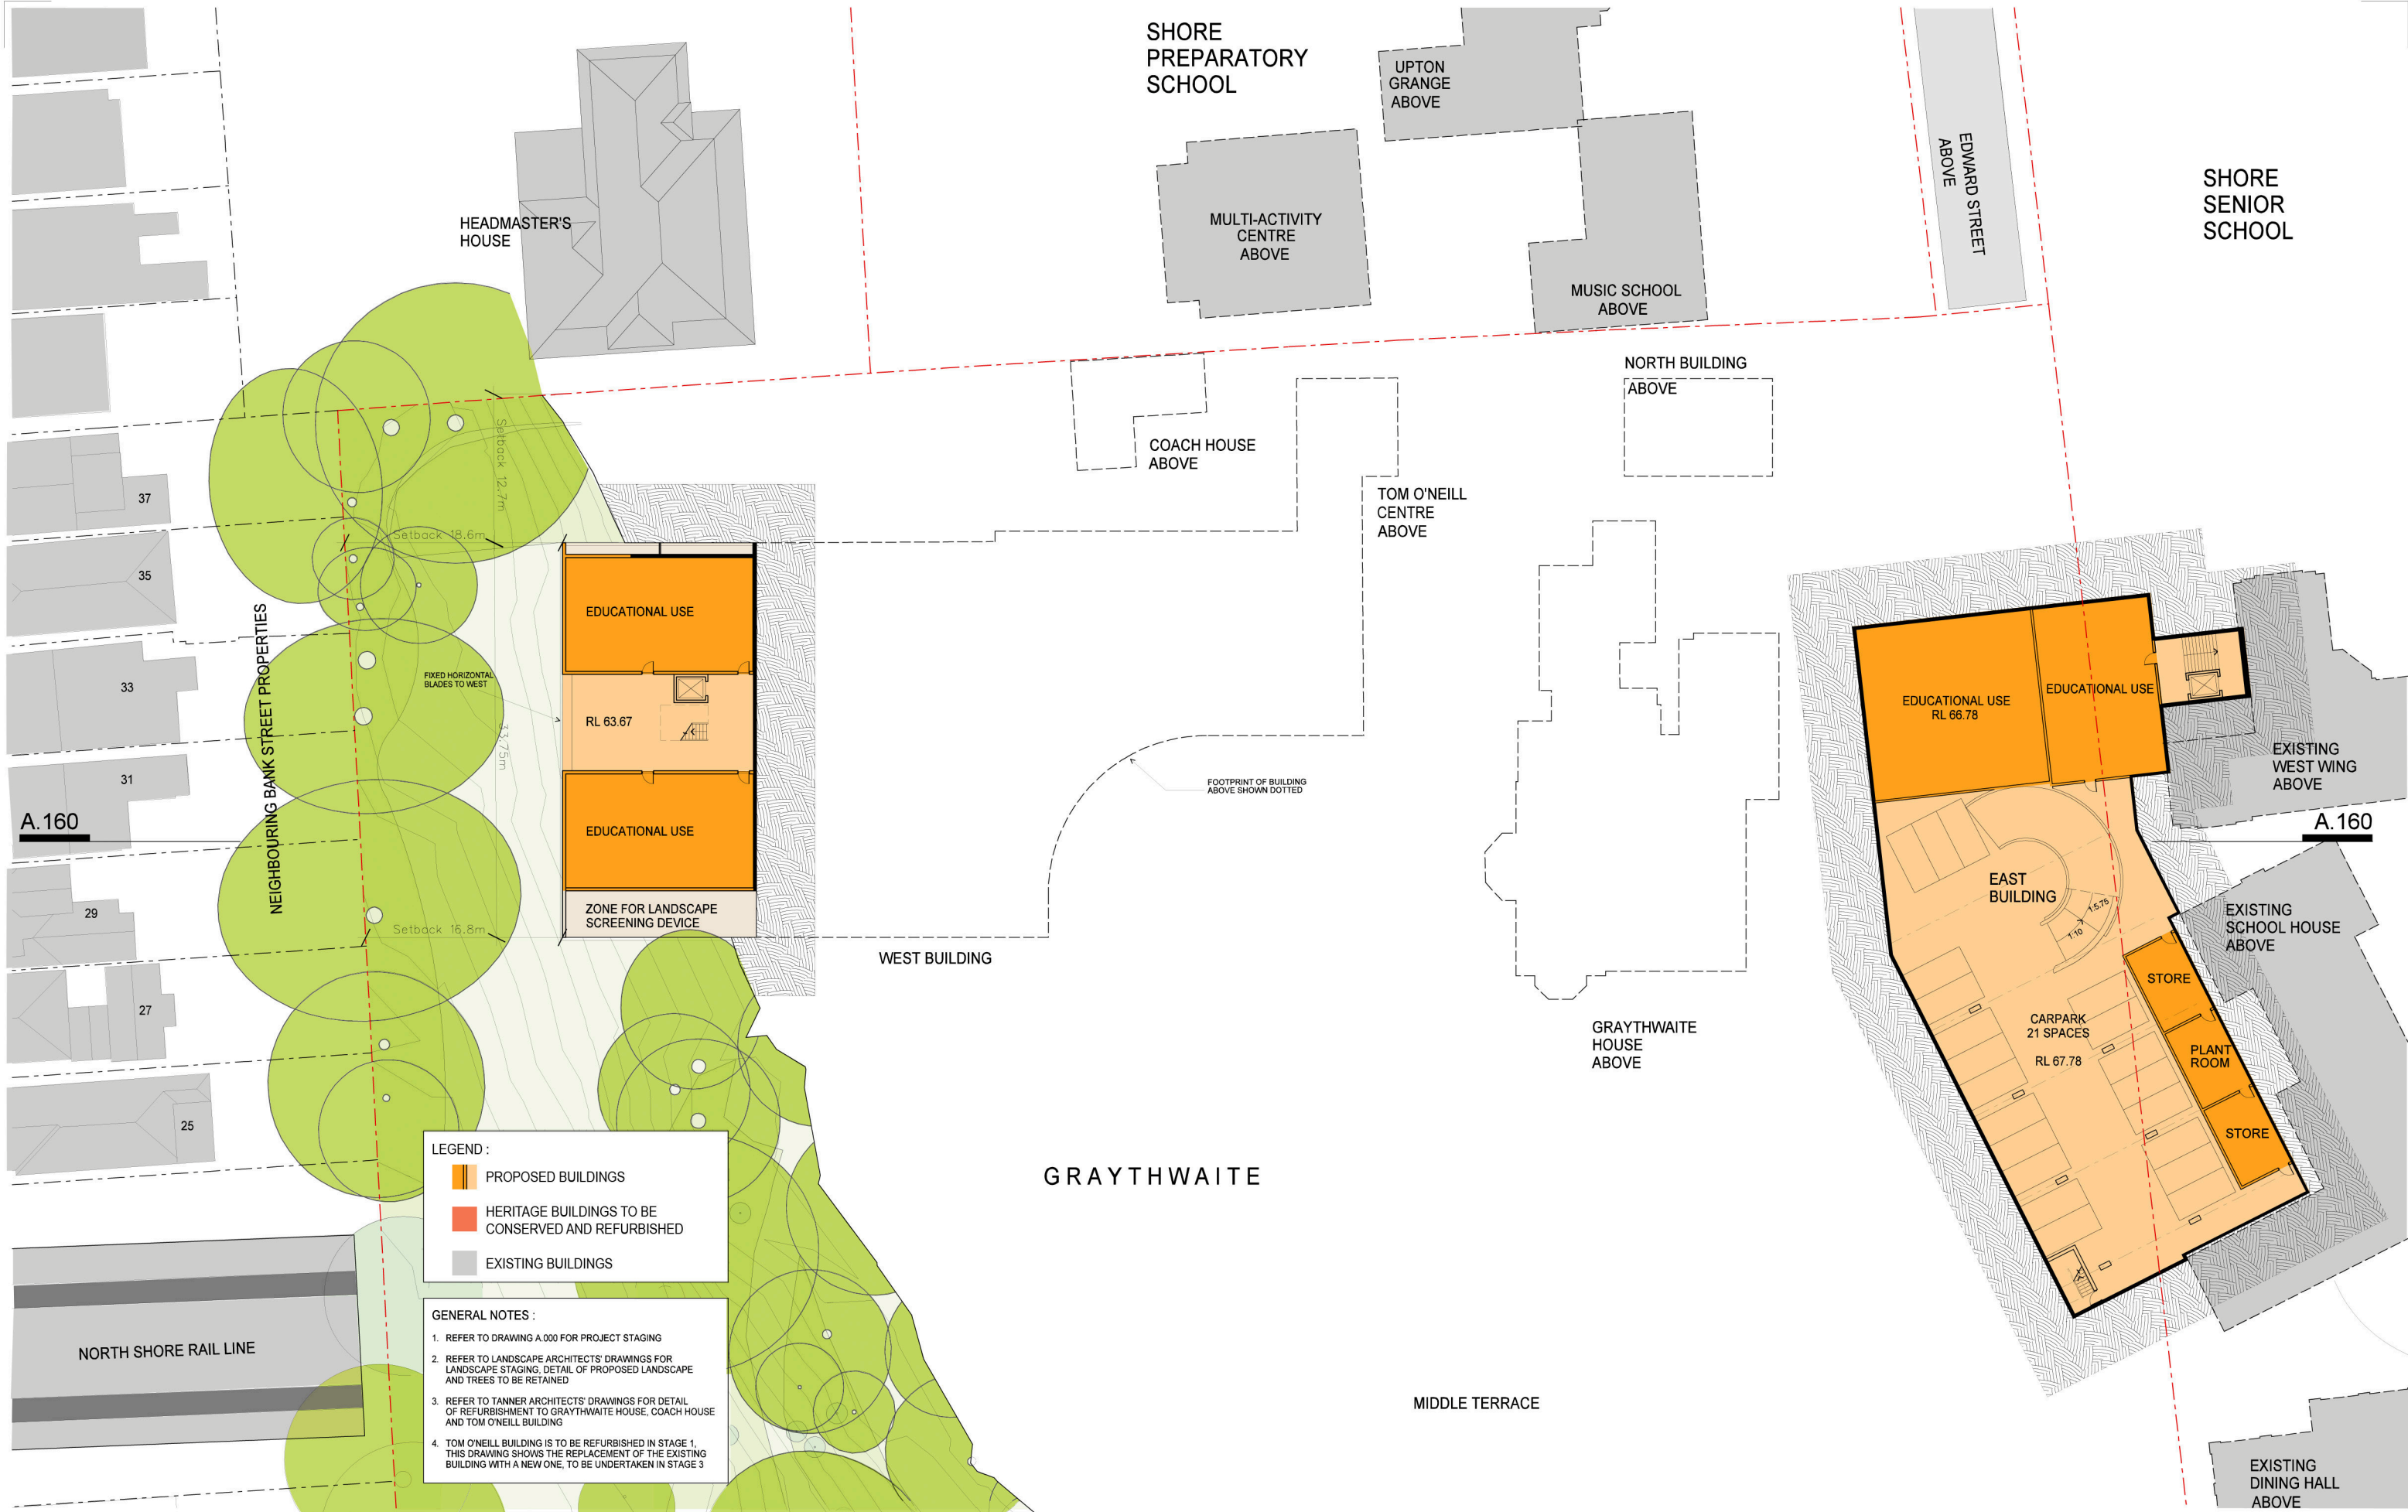 SHORE
PREPARATORY
SCHOOL
UPTON
GRANGE
ABOVE
EDWARD STREET
ABOVE
SHORE
SENIOR
SCHOOL
HEADMASTER'S
HOUSE
MULTI-ACTIVITY
CENTRE
ABOVE
MUSIC SCHOOL
ABOVE
NORTH BUILDING
ABOVE
COACH HOUSE
ABOVE
TOM O'NEILL
CENTRE
ABOVE
Setback 12.7m
Setback 18.6m
37
35
33
31
29
27
25
NEIGHBOURING BANK STREET PROPERTIES
EDUCATIONAL USE
FIXED HORIZONTAL
BLADES TO WEST
RL 63.67
33.75m
EDUCATIONAL USE
ZONE FOR LANDSCAPE
SCREENING DEVICE
Setback 16.8m
FOOTPRINT OF BUILDING
ABOVE SHOWN DOTTED
WEST BUILDING
EDUCATIONAL USE
RL 66.78
EDUCATIONAL USE
EXISTING
WEST WING
ABOVE
A.160
A.160
EAST
BUILDING
1:5.75
1:10
EXISTING
SCHOOL HOUSE
ABOVE
STORE
CARPARK
21 SPACES
RL 67.78
PLANT
ROOM
STORE
GRAYTHWAITE
HOUSE
ABOVE
GRAYTHWAITE
MIDDLE TERRACE
EXISTING
DINING HALL
ABOVE
NORTH SHORE RAIL LINE
LEGEND :
PROPOSED BUILDINGS
HERITAGE BUILDINGS TO BE
CONSERVED AND REFURBISHED
EXISTING BUILDINGS
GENERAL NOTES :
1. REFER TO DRAWING A.000 FOR PROJECT STAGING
2. REFER TO LANDSCAPE ARCHITECTS' DRAWINGS FOR
LANDSCAPE STAGING, DETAIL OF PROPOSED LANDSCAPE
AND TREES TO BE RETAINED
3. REFER TO TANNER ARCHITECTS' DRAWINGS FOR DETAIL
OF REFURBISHMENT TO GRAYTHWAITE HOUSE, COACH HOUSE
AND TOM O'NEILL BUILDING
4. TOM O'NEILL BUILDING IS TO BE REFURBISHED IN STAGE 1,
THIS DRAWING SHOWS THE REPLACEMENT OF THE EXISTING
BUILDING WITH A NEW ONE, TO BE UNDERTAKEN IN STAGE 3